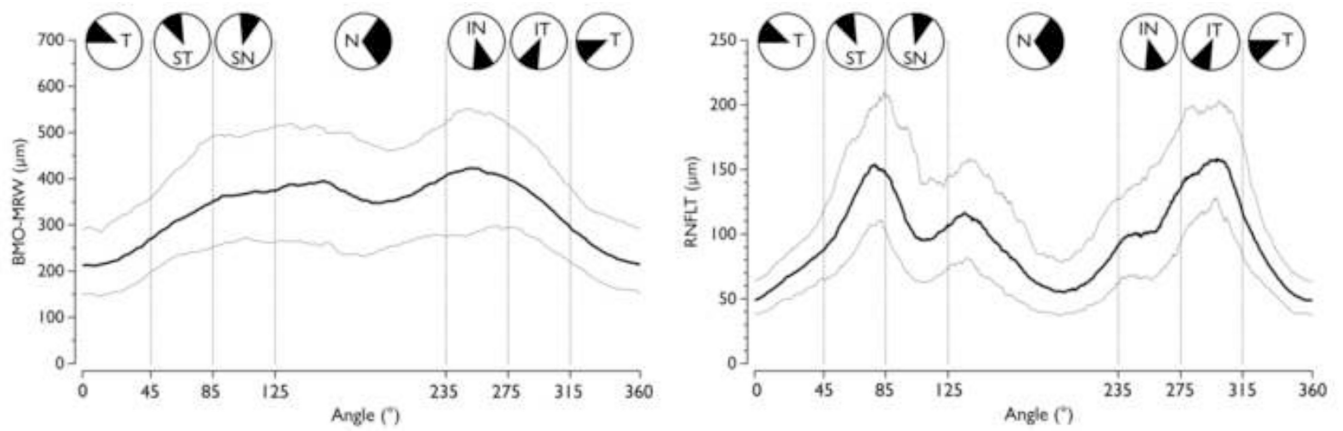 T ST SN N IN IT T
700
600
500
400
300
200
100
0
BMO-MRW (μm)
0 45 85 125 235 275 315 360
Angle (°)
T ST SN N IN IT T
250
200
150
100
50
0
RNFLT (μm)
0 45 85 125 235 275 315 360
Angle (°)